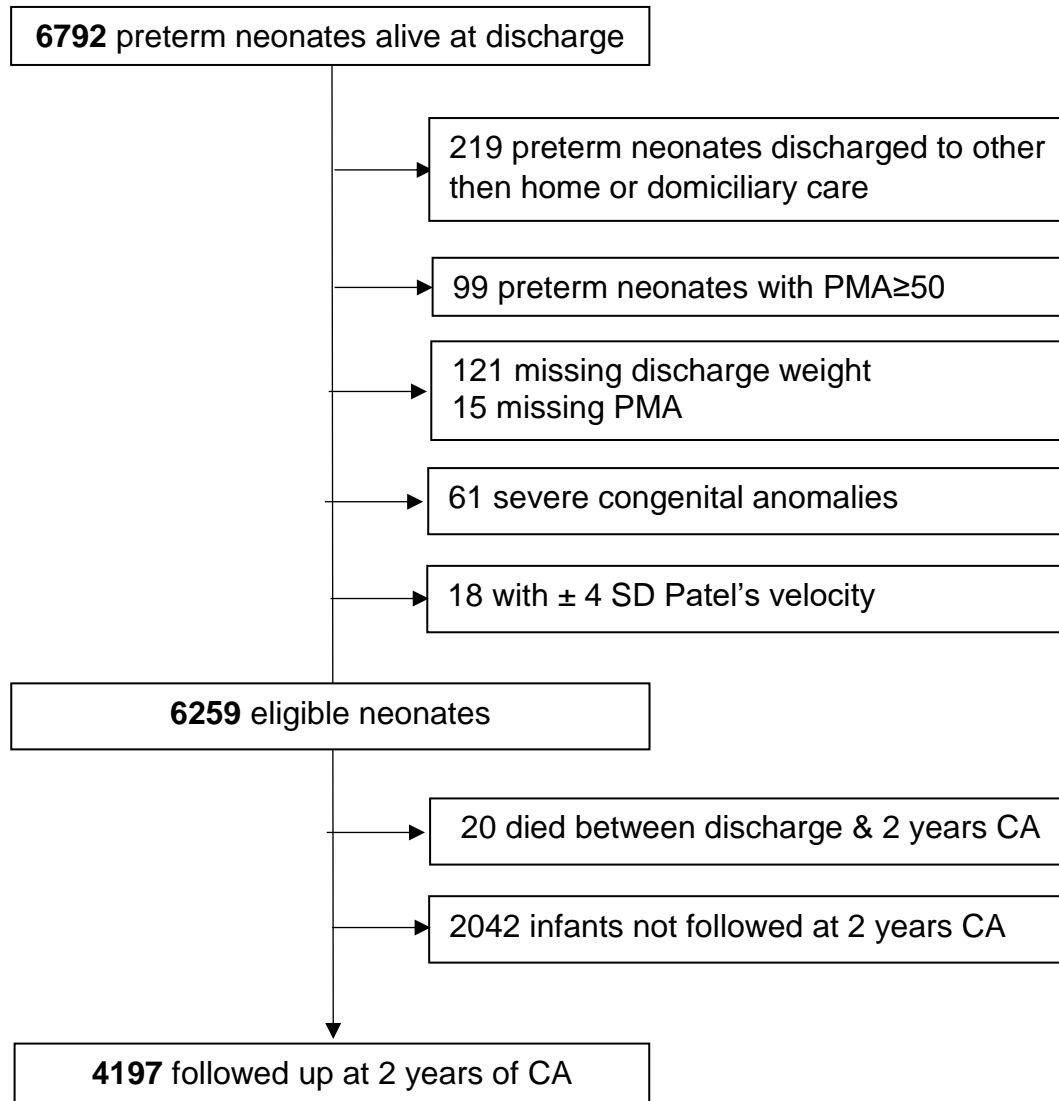 6792 preterm neonates alive at discharge
219 preterm neonates discharged to other
then home or domiciliary care
99 preterm neonates with PMA≥50
121 missing discharge weight
15 missing PMA
61 severe congenital anomalies
18 with ± 4 SD Patel’s velocity
6259 eligible neonates
20 died between discharge & 2 years CA
2042 infants not followed at 2 years CA
4197 followed up at 2 years of CA